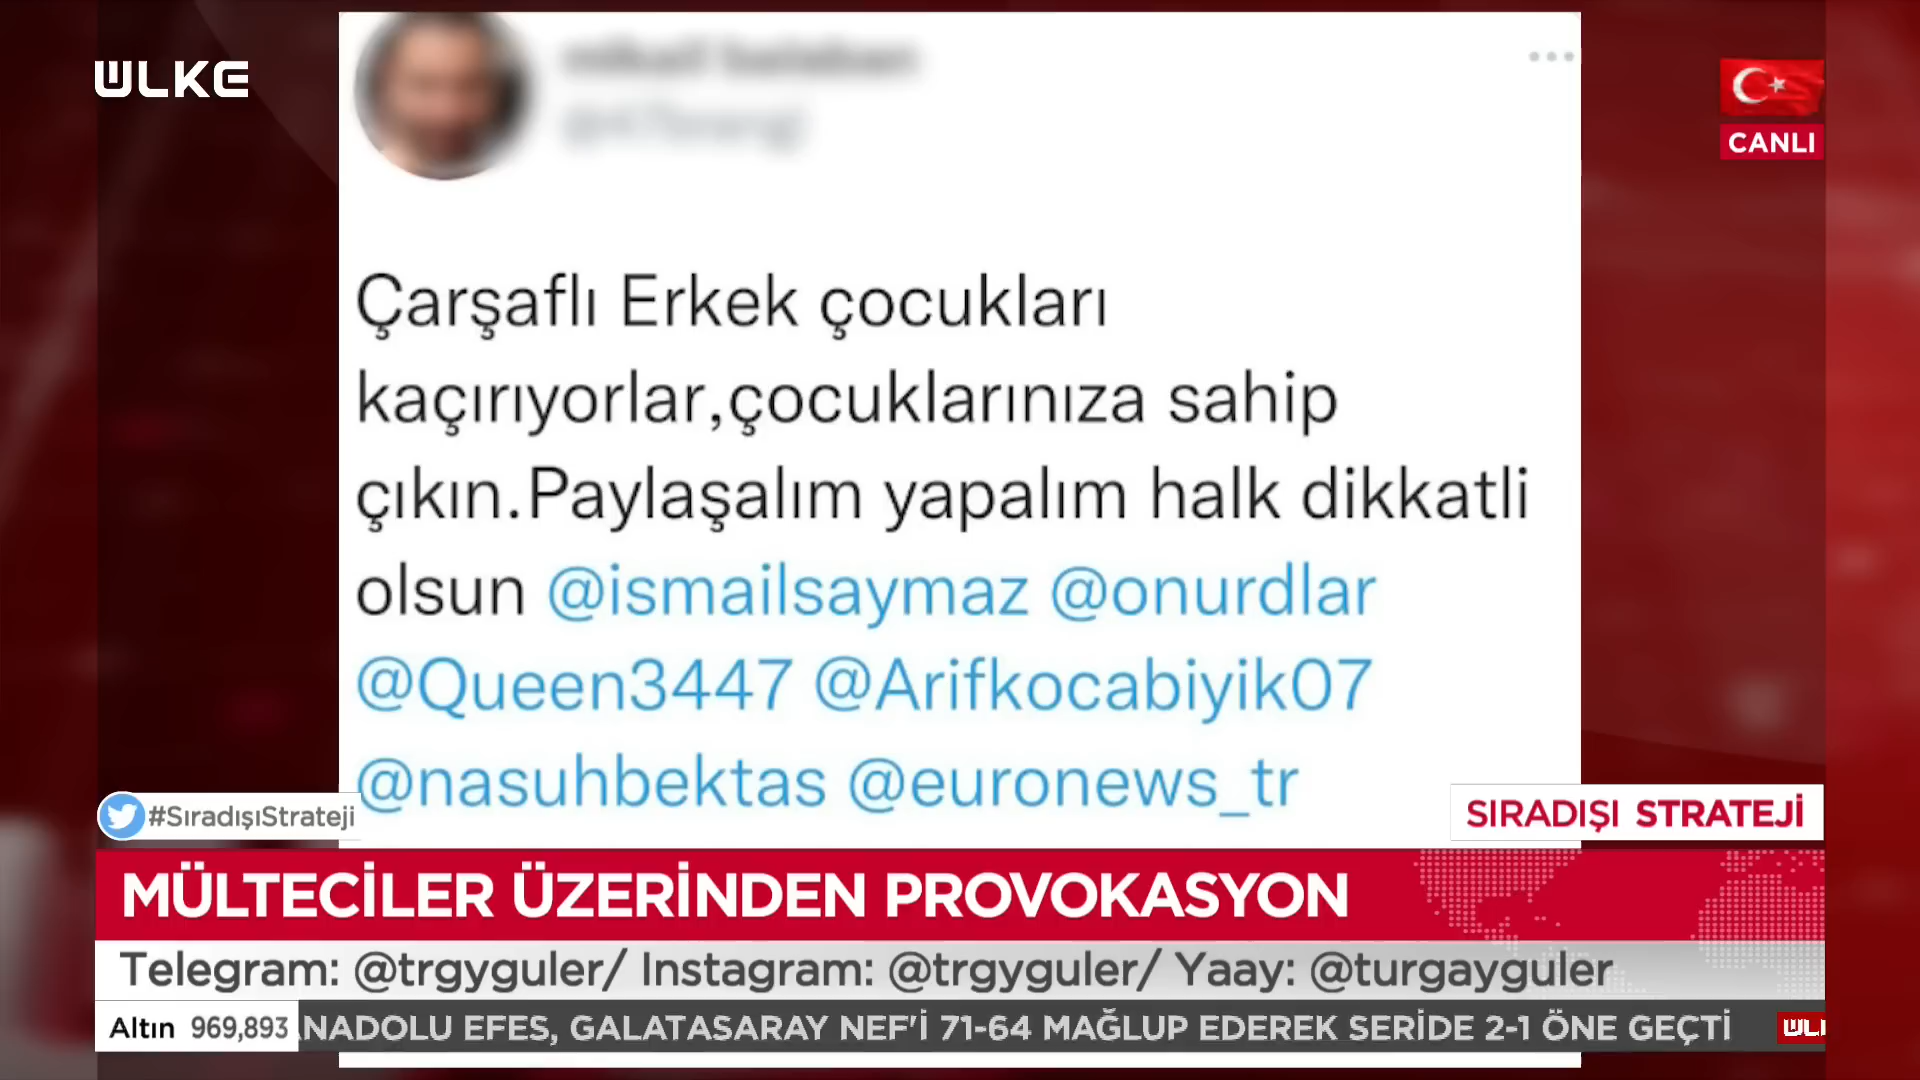 ULKE
CANLI
Çarşaflı Erkek çocukları
kaçırıyorlar,çocuklarınıza sahip
çıkın.Paylaşalım yapalım halk dikkatli
olsun @ismailsaymaz @onurdlar
@Queen3447 @Arifkocabiyik07
@nasuhbektas @euronews_tr
#SıradışıStrateji
SIRADIŞI STRATEJİ
MÜLTECİLER ÜZERİNDEN PROVOKASYON
Telegram: @trgyguler/ Instagram: @trgyguler/ Yaay: @turgayguler
Altın 969,893 NADOLU EFES, GALATASARAY NEF'İ 71-64 MAĞLUP EDEREK SERİDE 2-1 ÖNE GEÇTİ